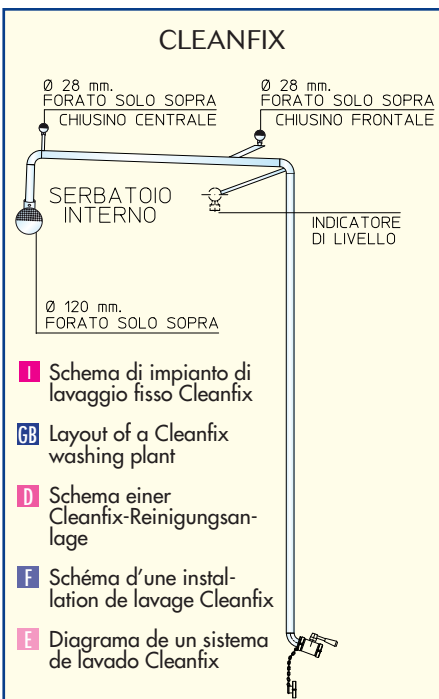 CLEANFIX
Ø 28 mm.
FORATO SOLO SOPRA
CHIUSINO CENTRALE
Ø 28 mm.
FORATO SOLO SOPRA
CHIUSINO FRONTALE
SERBATOIO
INTERNO
INDICATORE
DI LIVELLO
Ø 120 mm.
FORATO SOLO SOPRA
I Schema di impianto di
lavaggio fisso Cleanfix
GB Layout of a Cleanfix
washing plant
D Schema einer
Cleanfix-Reinigungsan-
lage
F Schéma d'une instal-
lation de lavage Cleanfix
E Diagrama de un sistema
de lavado Cleanfix